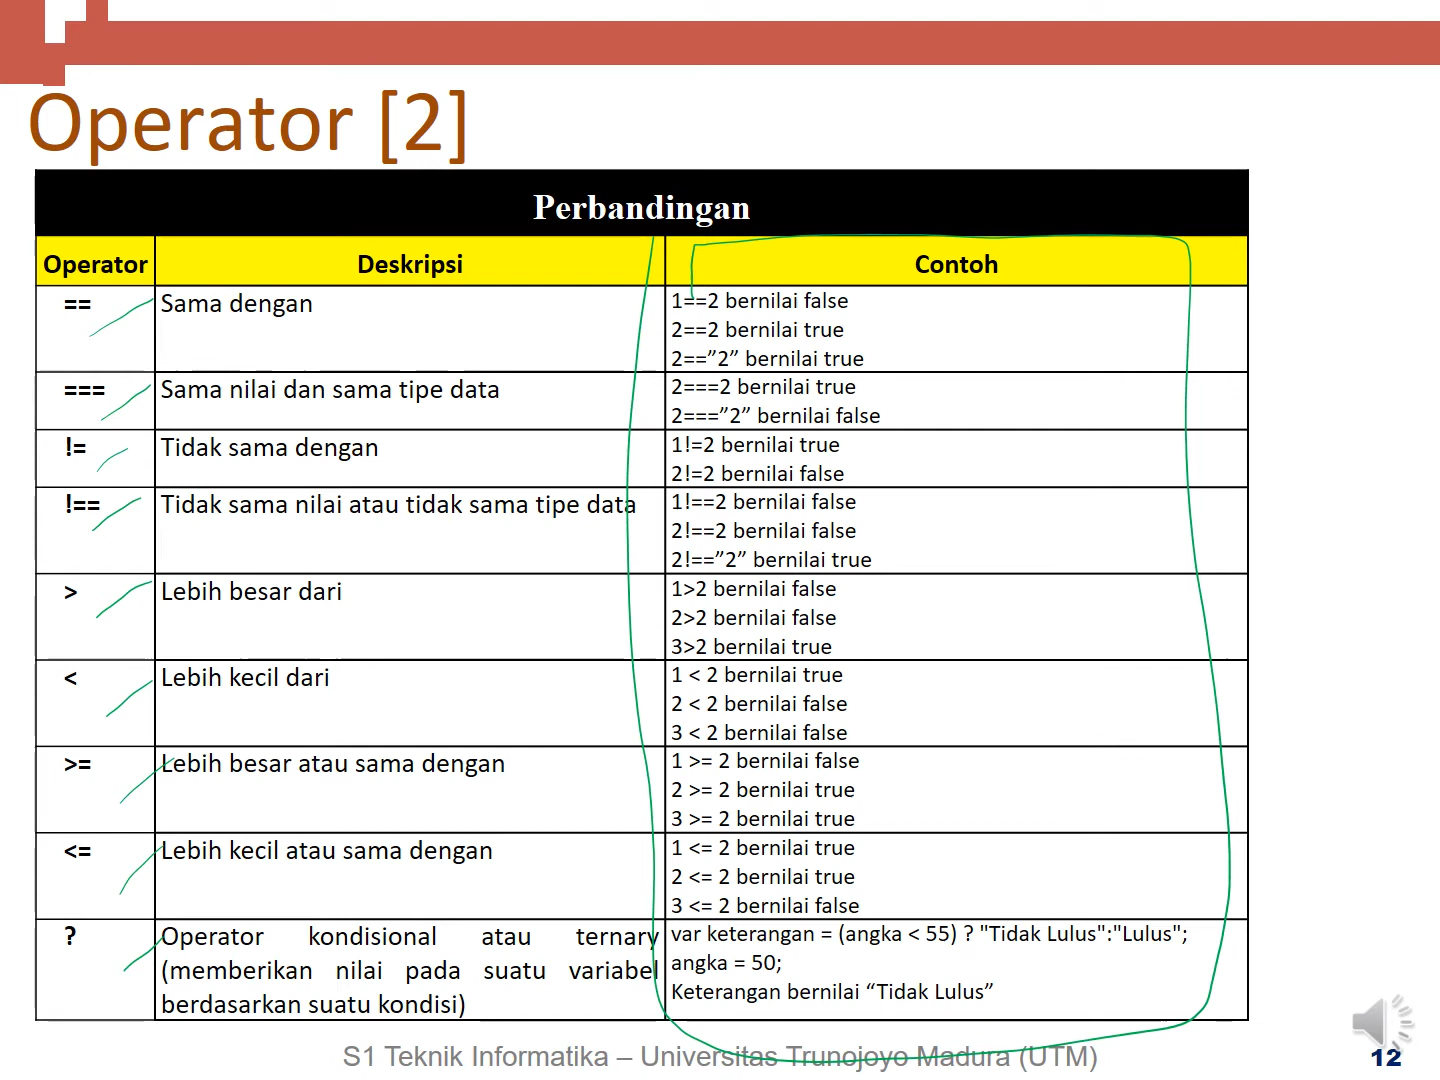 Operator [2]
Perbandingan
Operator Deskripsi Contoh
== Sama dengan 1==2 bernilai false
2==2 bernilai true
2==”2” bernilai true
=== Sama nilai dan sama tipe data 2===2 bernilai true
2===”2” bernilai false
!= Tidak sama dengan 1!=2 bernilai true
2!=2 bernilai false
!== Tidak sama nilai atau tidak sama tipe data 1!==2 bernilai false
2!==2 bernilai false
2!==”2” bernilai true
> Lebih besar dari 1>2 bernilai false
2>2 bernilai false
3>2 bernilai true
< Lebih kecil dari 1 < 2 bernilai true
2 < 2 bernilai false
3 < 2 bernilai false
>= Lebih besar atau sama dengan 1 >= 2 bernilai false
2 >= 2 bernilai true
3 >= 2 bernilai true
<= Lebih kecil atau sama dengan 1 <= 2 bernilai true
2 <= 2 bernilai true
3 <= 2 bernilai false
? Operator kondisional atau ternary var keterangan = (angka < 55) ? "Tidak Lulus":"Lulus";
(memberikan nilai pada suatu variabel angka = 50;
berdasarkan suatu kondisi) Keterangan bernilai “Tidak Lulus”
S1 Teknik Informatika – Universitas Trunojoyo Madura (UTM) 12